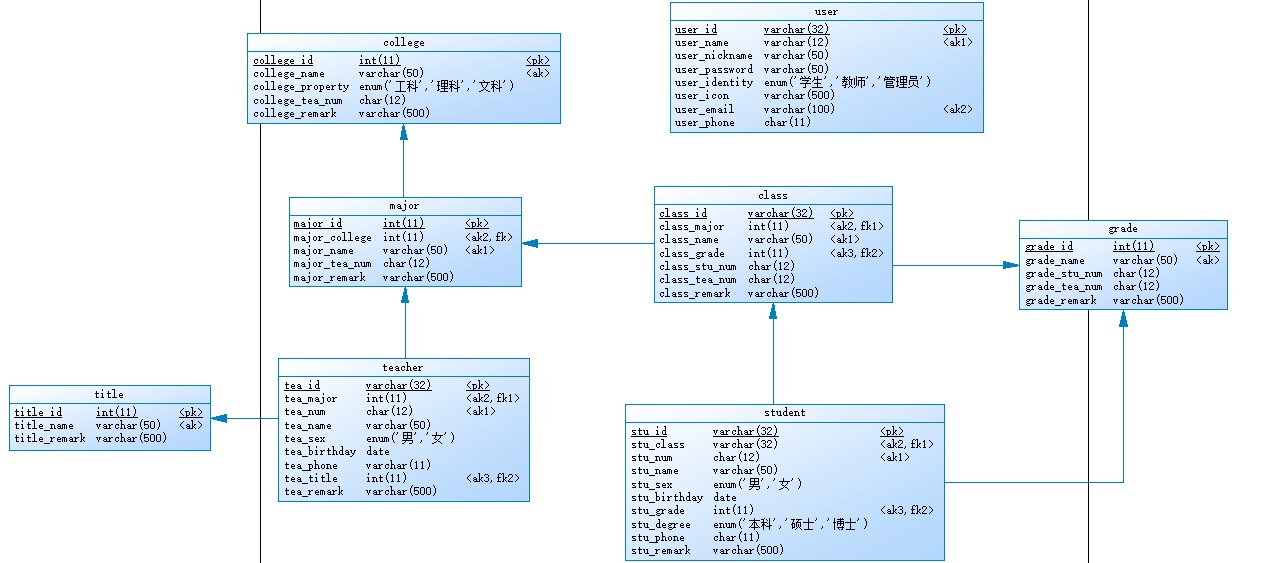 college
college_id int(11) <pk>
college_name varchar(50) <ak>
college_property enum('工科','理科','文科')
college_tea_num char(12)
college_remark varchar(500)
user
user_id varchar(32) <pk>
user_name varchar(12) <ak1>
user_nickname varchar(50)
user_password varchar(50)
user_identity enum('学生','教师','管理员')
user_icon varchar(500)
user_email varchar(100) <ak2>
user_phone char(11)
major
major_id int(11) <pk>
major_college int(11) <ak2,fk>
major_name varchar(50) <ak1>
major_tea_num char(12)
major_remark varchar(500)
class
class_id varchar(32) <pk>
class_major int(11) <ak2,fk1>
class_name varchar(50) <ak1>
class_grade int(11) <ak3,fk2>
class_stu_num char(12)
class_tea_num char(12)
class_remark varchar(500)
grade
grade_id int(11) <pk>
grade_name varchar(50) <ak>
grade_stu_num char(12)
grade_tea_num char(12)
grade_remark varchar(500)
title
title_id int(11) <pk>
title_name varchar(50) <ak>
title_remark varchar(500)
teacher
tea_id varchar(32) <pk>
tea_major int(11) <ak2,fk1>
tea_num char(12) <ak1>
tea_name varchar(50)
tea_sex enum('男','女')
tea_birthday date
tea_phone varchar(11)
tea_title int(11) <ak3,fk2>
tea_remark varchar(500)
student
stu_id varchar(32) <pk>
stu_class varchar(32) <ak2,fk1>
stu_num char(12) <ak1>
stu_name varchar(50)
stu_sex enum('男','女')
stu_birthday date
stu_grade int(11) <ak3,fk2>
stu_degree enum('本科','硕士','博士')
stu_phone char(11)
stu_remark varchar(500)